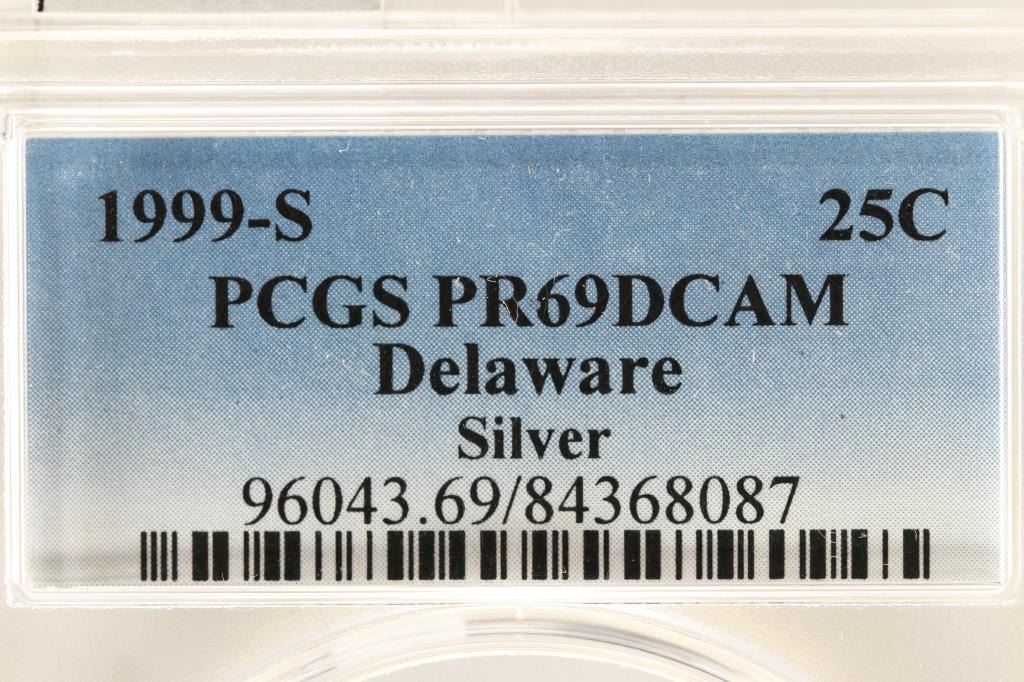 1999-S 25C
PCGS PR69DCAM
Delaware
Silver
96043.69/84368087